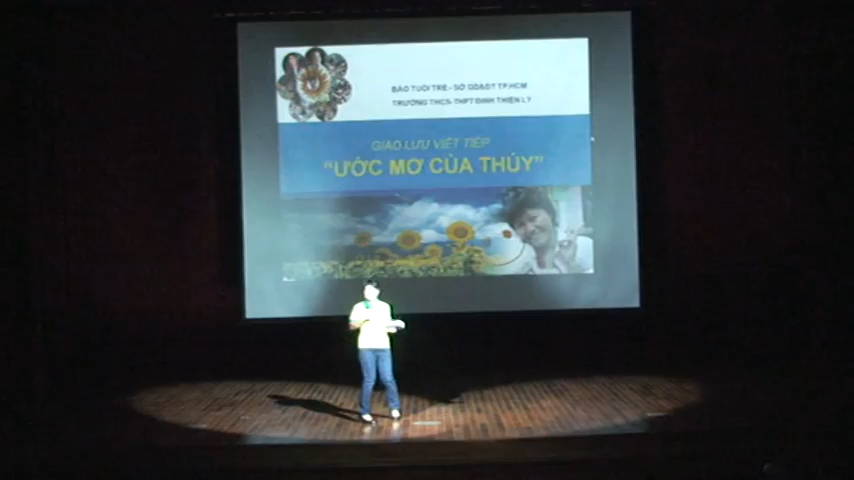 BÁO TUỔI TRẺ - SỞ GD&ĐT TP.HCM
TRƯỜNG THCS-THPT ĐINH THIỆN LÝ
GIAO LƯU VIẾT TIẾP
"ƯỚC MƠ CỦA THÚY"